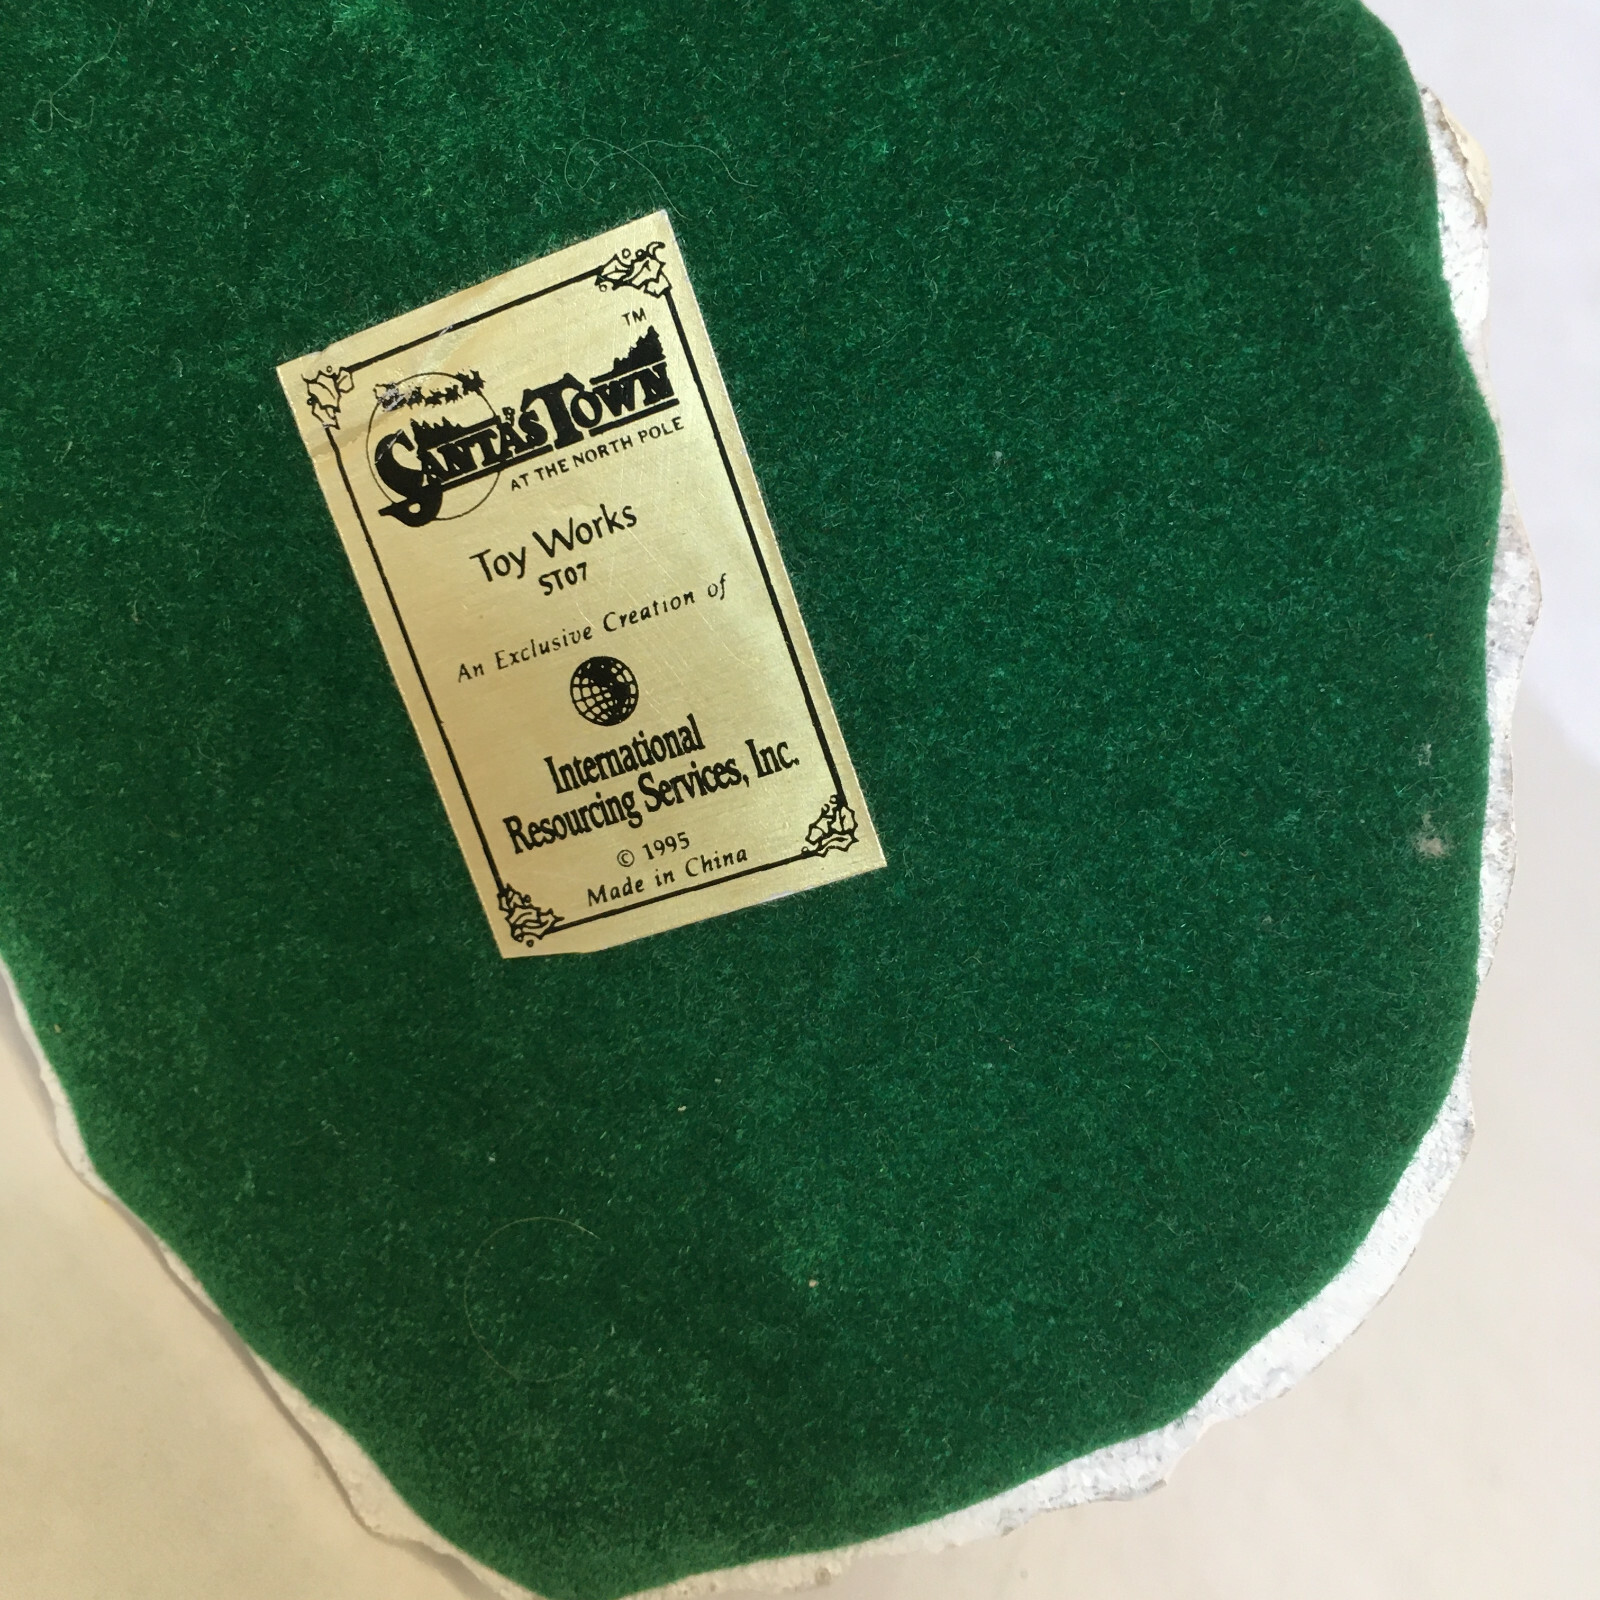 TM
SANTA'S TOWN
AT THE NORTH POLE
Toy Works
ST07
An Exclusive Creation of
International
Resourcing Services, Inc.
© 1995
Made in China